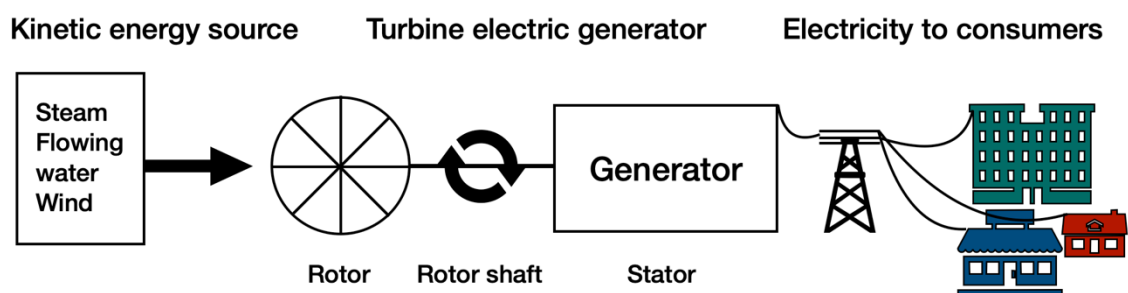 Kinetic energy source
Turbine electric generator
Electricity to consumers
Steam
Flowing
water
Wind
Generator
Rotor
Rotor shaft
Stator